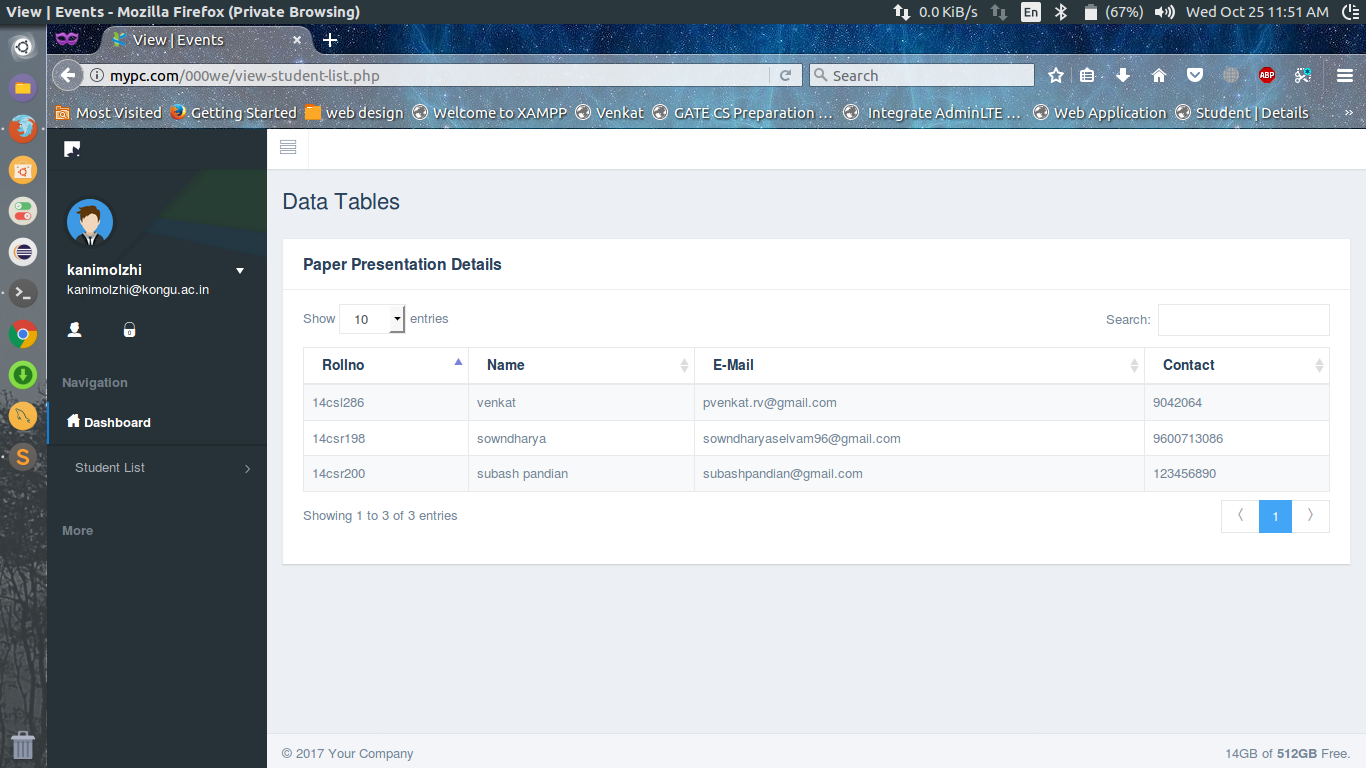 View | Events - Mozilla Firefox (Private Browsing) 0.0 KiB/s En (67%) Wed Oct 25 11:51 AM
View | Events
mypc.com/000we/view-student-list.php Search ABP
Most Visited Getting Started web design Welcome to XAMPP Venkat GATE CS Preparation ... Integrate AdminLTE ... Web Application Student | Details »
Data Tables
kanimolzhi
kanimolzhi@kongu.ac.in
Navigation
Dashboard
Student List
More
Paper Presentation Details
Show 10 entries Search:
Rollno Name E-Mail Contact
14csl286 venkat pvenkat.rv@gmail.com 9042064
14csr198 sowndharya sowndharyaselvam96@gmail.com 9600713086
14csr200 subash pandian subashpandian@gmail.com 123456890
Showing 1 to 3 of 3 entries 1
© 2017 Your Company 14GB of 512GB Free.